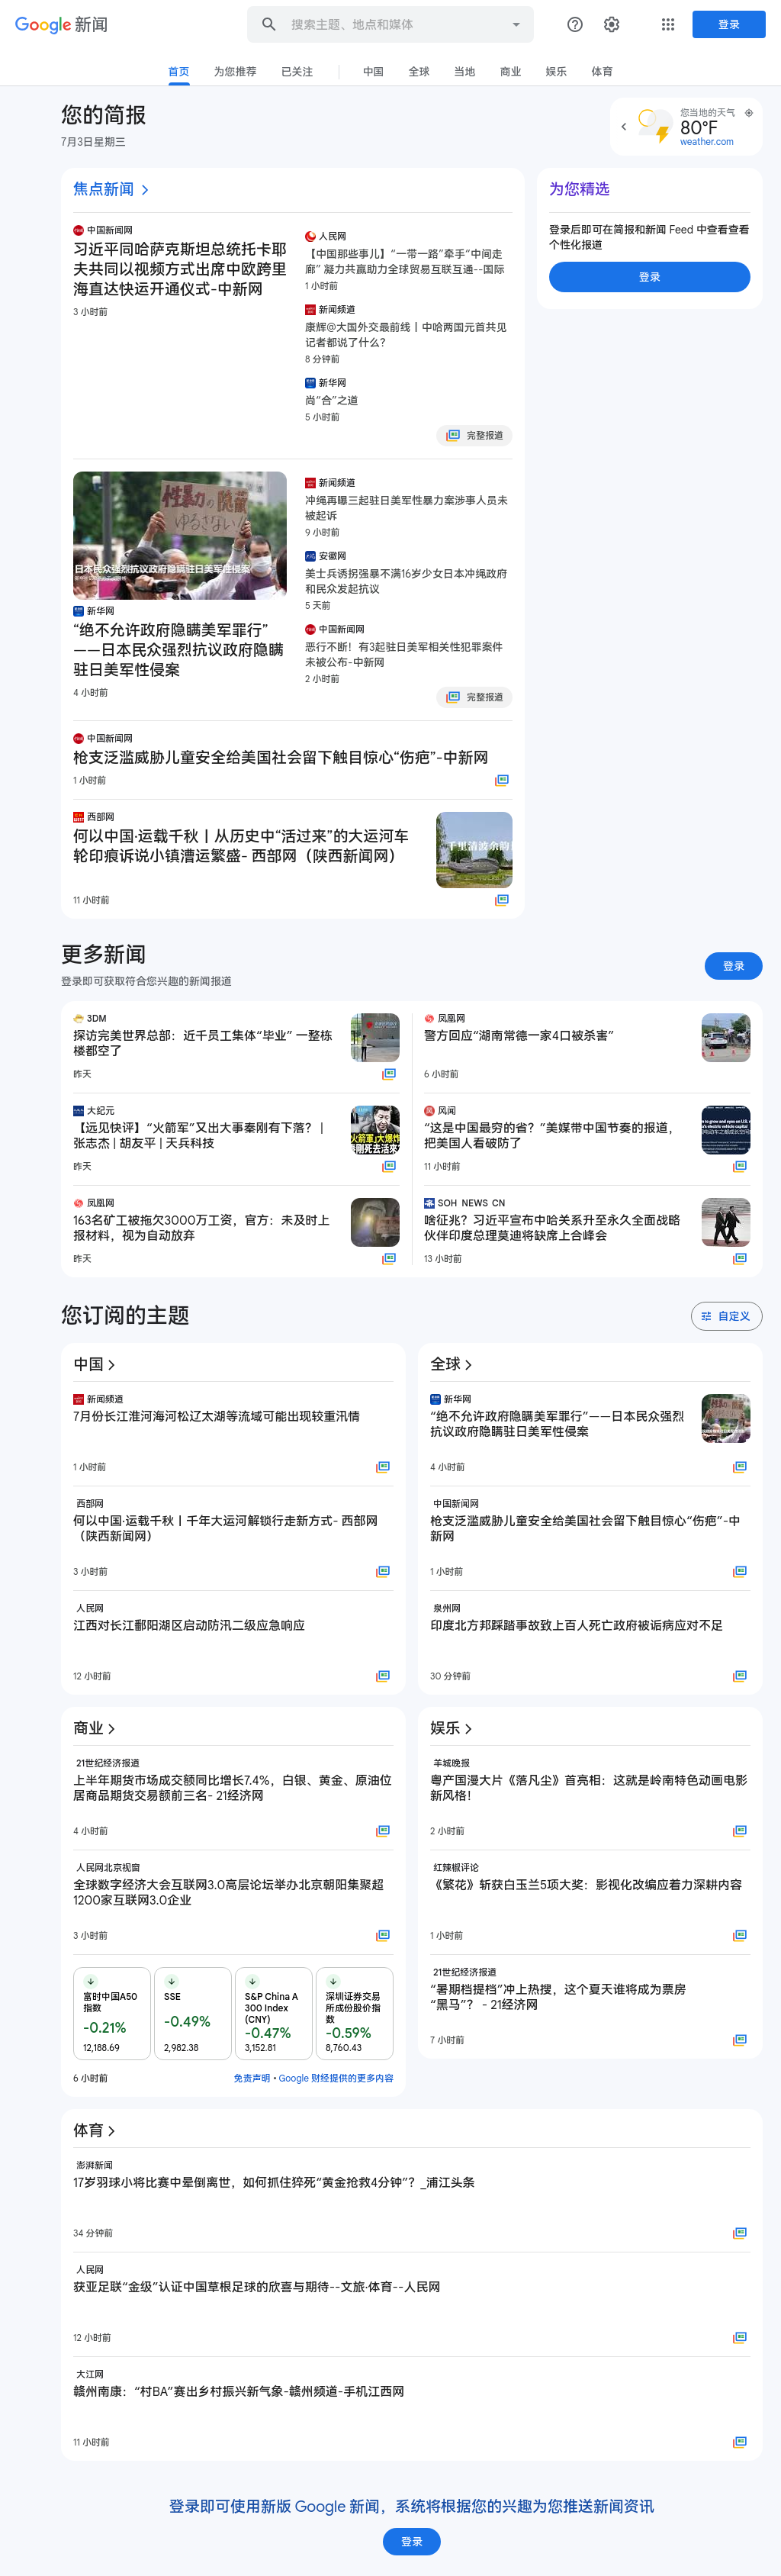 Google 新闻
搜索主题、地点和媒体
登录
首页
为您推荐
已关注
中国
全球
当地
商业
娱乐
体育
您的简报
7月3日星期三
您当地的天气
80°F
weather.com
焦点新闻
中国新闻网
习近平同哈萨克斯坦总统托卡耶
夫共同以视频方式出席中欧跨里
海直达快运开通仪式-中新网
3 小时前
人民网
【中国那些事儿】“一带一路”牵手“中间走
廊” 凝力共赢助力全球贸易互联互通--国际
1 小时前
新闻频道
康辉@大国外交最前线丨中哈两国元首共见
记者都说了什么？
8 分钟前
新华网
尚“合”之道
5 小时前
完整报道
为您精选
登录后即可在简报和新闻 Feed 中查看查看
个性化报道
登录
日本民众强烈抗议政府隐瞒驻日美军性侵案
新华网
“绝不允许政府隐瞒美军罪行”
——日本民众强烈抗议政府隐瞒
驻日美军性侵案
4 小时前
新闻频道
冲绳再曝三起驻日美军性暴力案涉事人员未
被起诉
9 小时前
安徽网
美士兵诱拐强暴不满16岁少女日本冲绳政府
和民众发起抗议
5 天前
中国新闻网
恶行不断！有3起驻日美军相关性犯罪案件
未被公布-中新网
2 小时前
完整报道
中国新闻网
枪支泛滥威胁儿童安全给美国社会留下触目惊心“伤疤”-中新网
1 小时前
西部网
何以中国·运载千秋丨从历史中“活过来”的大运河车
轮印痕诉说小镇漕运繁盛- 西部网（陕西新闻网）
11 小时前
更多新闻
登录即可获取符合您兴趣的新闻报道
登录
3DM
探访完美世界总部：近千员工集体“毕业” 一整栋
楼都空了
昨天
凤凰网
警方回应“湖南常德一家4口被杀害”
6 小时前
大纪元
【远见快评】“火箭军”又出大事秦刚有下落？ |
张志杰 | 胡友平 | 天兵科技
昨天
风闻
“这是中国最穷的省？”美媒带中国节奏的报道，
把美国人看破防了
11 小时前
凤凰网
163名矿工被拖欠3000万工资，官方：未及时上
报材料，视为自动放弃
昨天
SOH_NEWS_CN
啥征兆？习近平宣布中哈关系升至永久全面战略
伙伴印度总理莫迪将缺席上合峰会
13 小时前
您订阅的主题
自定义
中国
新闻频道
7月份长江淮河海河松辽太湖等流域可能出现较重汛情
1 小时前
西部网
何以中国·运载千秋丨千年大运河解锁行走新方式- 西部网
（陕西新闻网）
3 小时前
人民网
江西对长江鄱阳湖区启动防汛二级应急响应
12 小时前
全球
新华网
“绝不允许政府隐瞒美军罪行”——日本民众强烈
抗议政府隐瞒驻日美军性侵案
4 小时前
中国新闻网
枪支泛滥威胁儿童安全给美国社会留下触目惊心“伤疤”-中
新网
1 小时前
泉州网
印度北方邦踩踏事故致上百人死亡政府被诟病应对不足
30 分钟前
商业
21世纪经济报道
上半年期货市场成交额同比增长7.4%，白银、黄金、原油位
居商品期货交易额前三名- 21经济网
4 小时前
人民网北京视窗
全球数字经济大会互联网3.0高层论坛举办北京朝阳集聚超
1200家互联网3.0企业
3 小时前
富时中国A50
指数
-0.21%
12,188.69
SSE
-0.49%
2,982.38
S&P China A
300 Index
(CNY)
-0.47%
3,152.81
深圳证券交易
所成份股价指
数
-0.59%
8,760.43
6 小时前
免责声明 • Google 财经提供的更多内容
娱乐
羊城晚报
粤产国漫大片《落凡尘》首亮相：这就是岭南特色动画电影
新风格！
2 小时前
红辣椒评论
《繁花》斩获白玉兰5项大奖：影视化改编应着力深耕内容
1 小时前
21世纪经济报道
“暑期档提档”冲上热搜，这个夏天谁将成为票房
“黑马”？ - 21经济网
7 小时前
体育
澎湃新闻
17岁羽球小将比赛中晕倒离世，如何抓住猝死“黄金抢救4分钟”？_浦江头条
34 分钟前
人民网
获亚足联“金级”认证中国草根足球的欣喜与期待--文旅·体育--人民网
12 小时前
大江网
赣州南康：“村BA”赛出乡村振兴新气象-赣州频道-手机江西网
11 小时前
登录即可使用新版 Google 新闻，系统将根据您的兴趣为您推送新闻资讯
登录